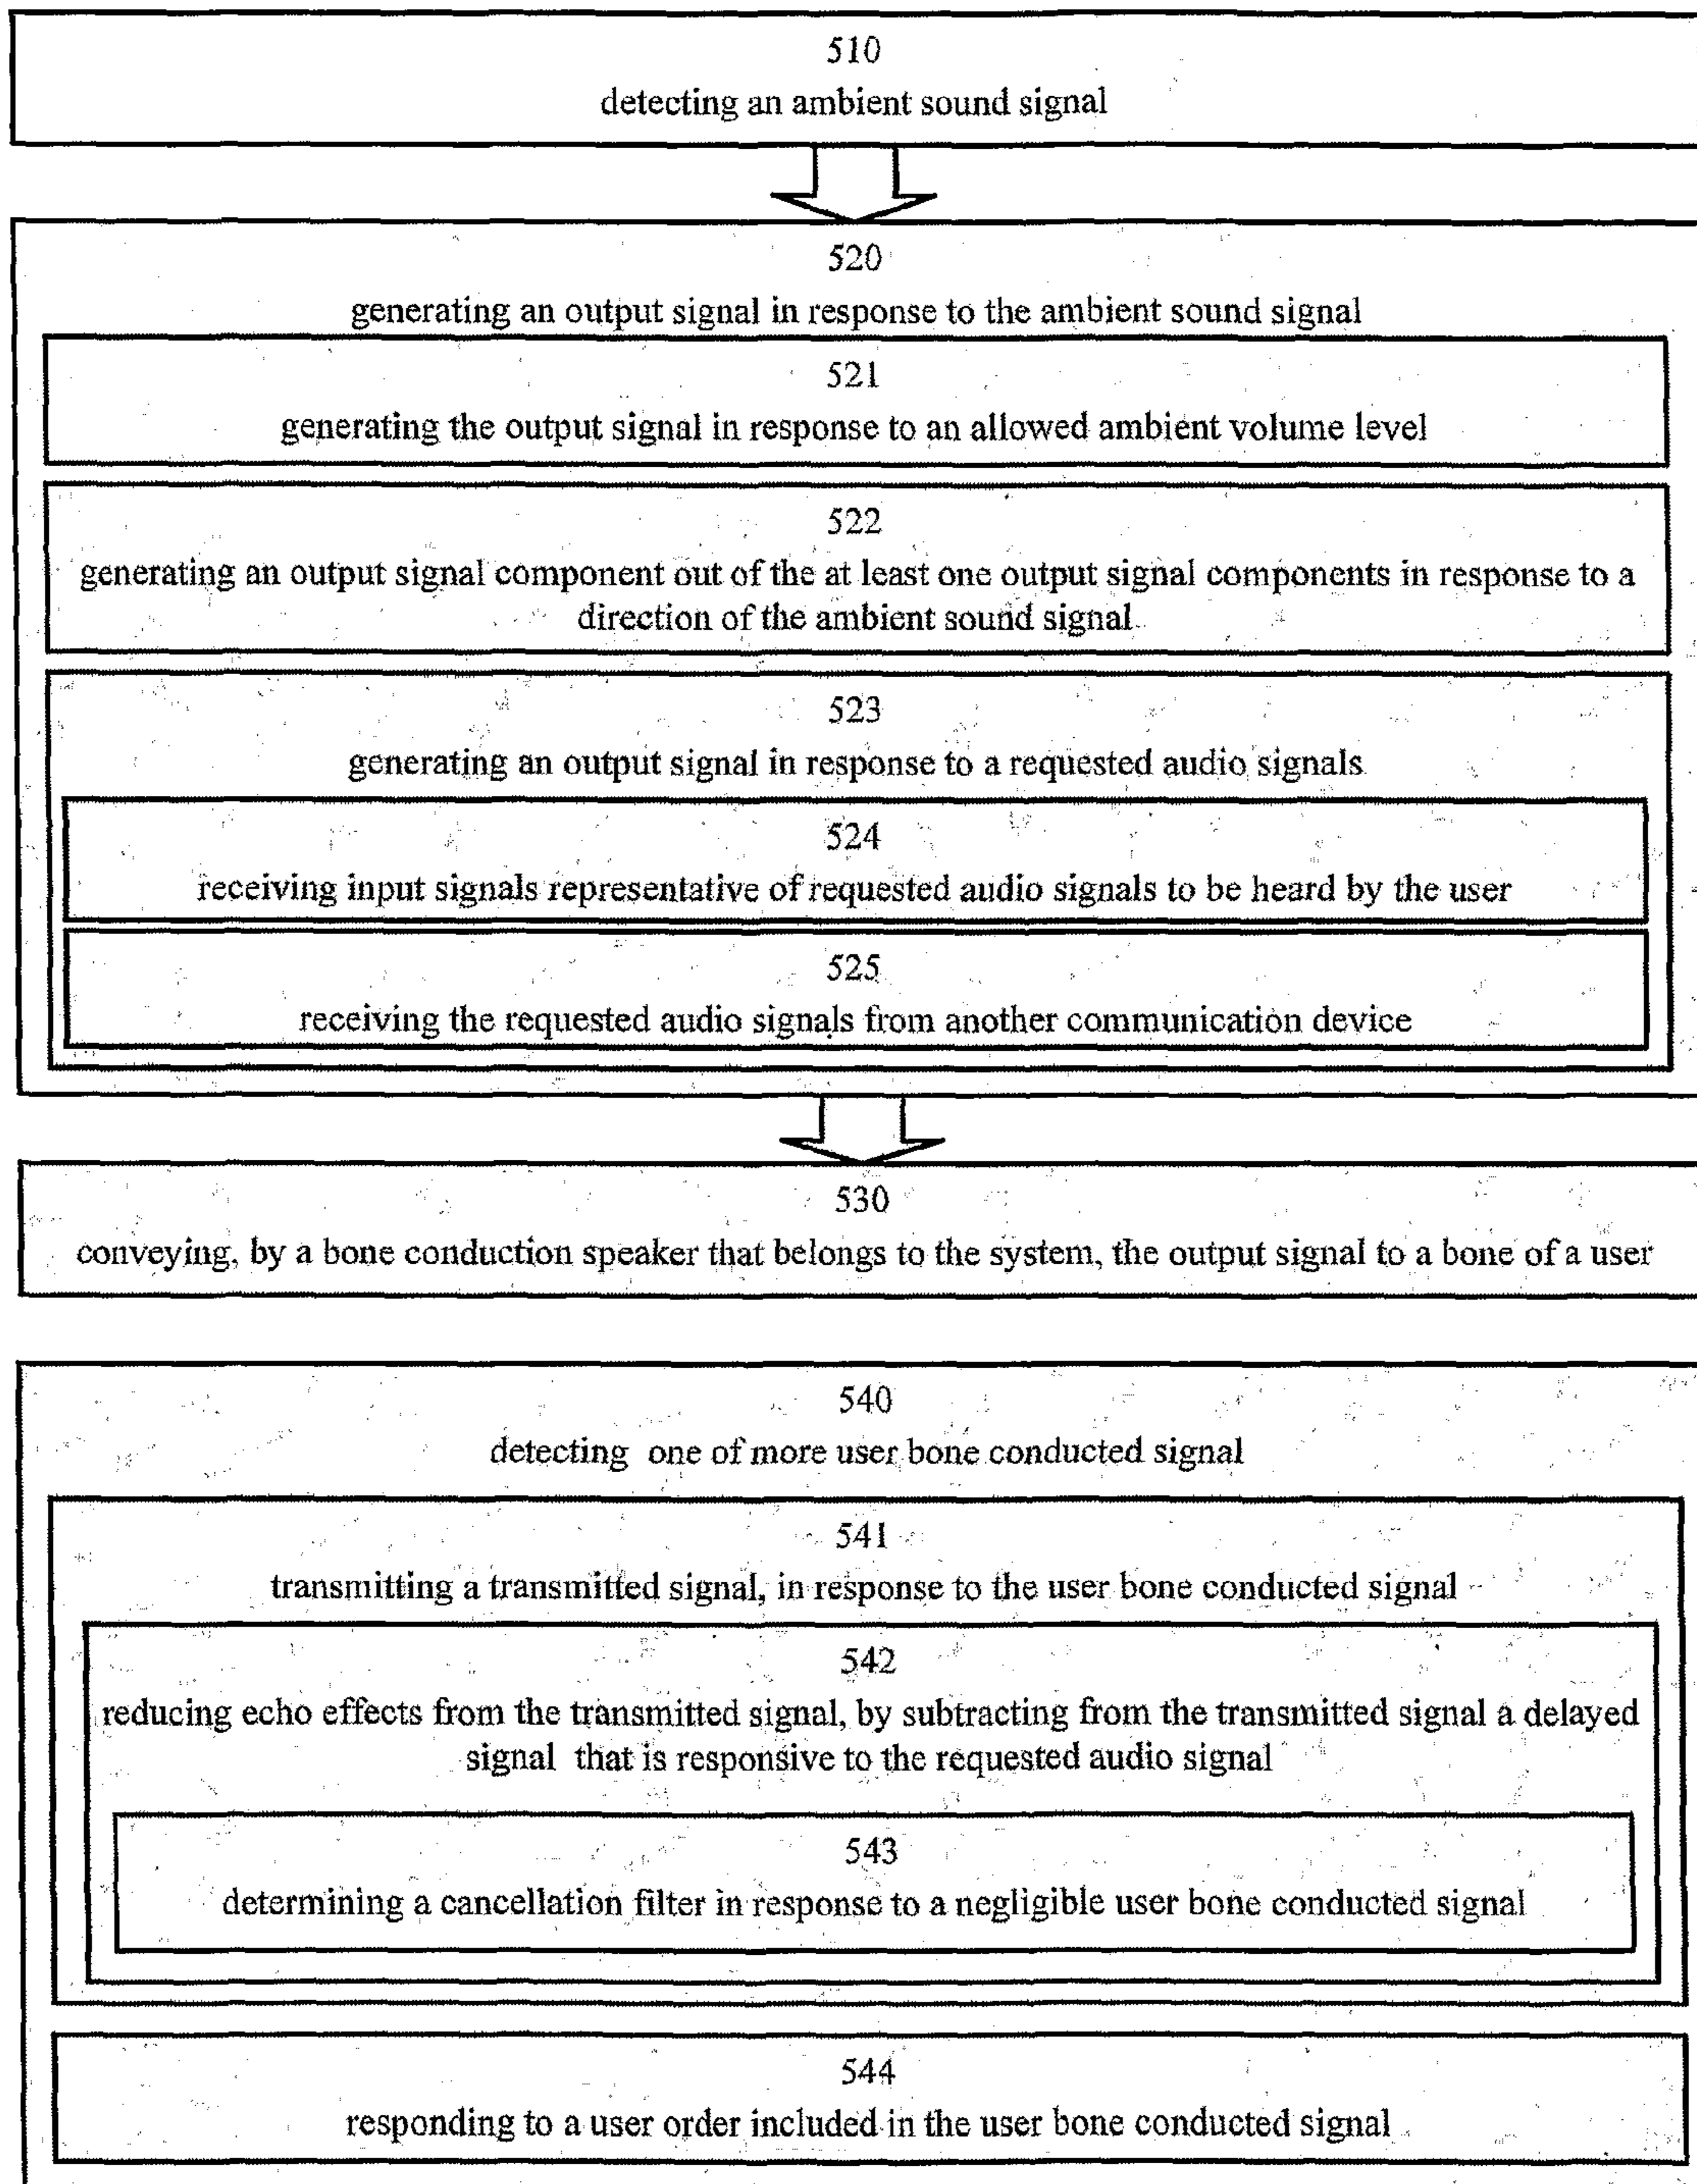 510
detecting an ambient sound signal
520
generating an output signal in response to the ambient sound signal
521
generating the output signal in response to an allowed ambient volume level
522
generating an output signal component out of the at least one output signal components in response to a
direction of the ambient sound signal
523
generating an output signal in response to a requested audio signals
524
receiving input signals representative of requested audio signals to be heard by the user
525
receiving the requested audio signals from another communication device
530
conveying, by a bone conduction speaker that belongs to the system, the output signal to a bone of a user
540
detecting one of more user bone conducted signal
541
transmitting a transmitted signal, in response to the user bone conducted signal
542
reducing echo effects from the transmitted signal, by subtracting from the transmitted signal a delayed
signal that is responsive to the requested audio signal
543
determining a cancellation filter in response to a negligible user bone conducted signal
544
responding to a user order included in the user bone conducted signal